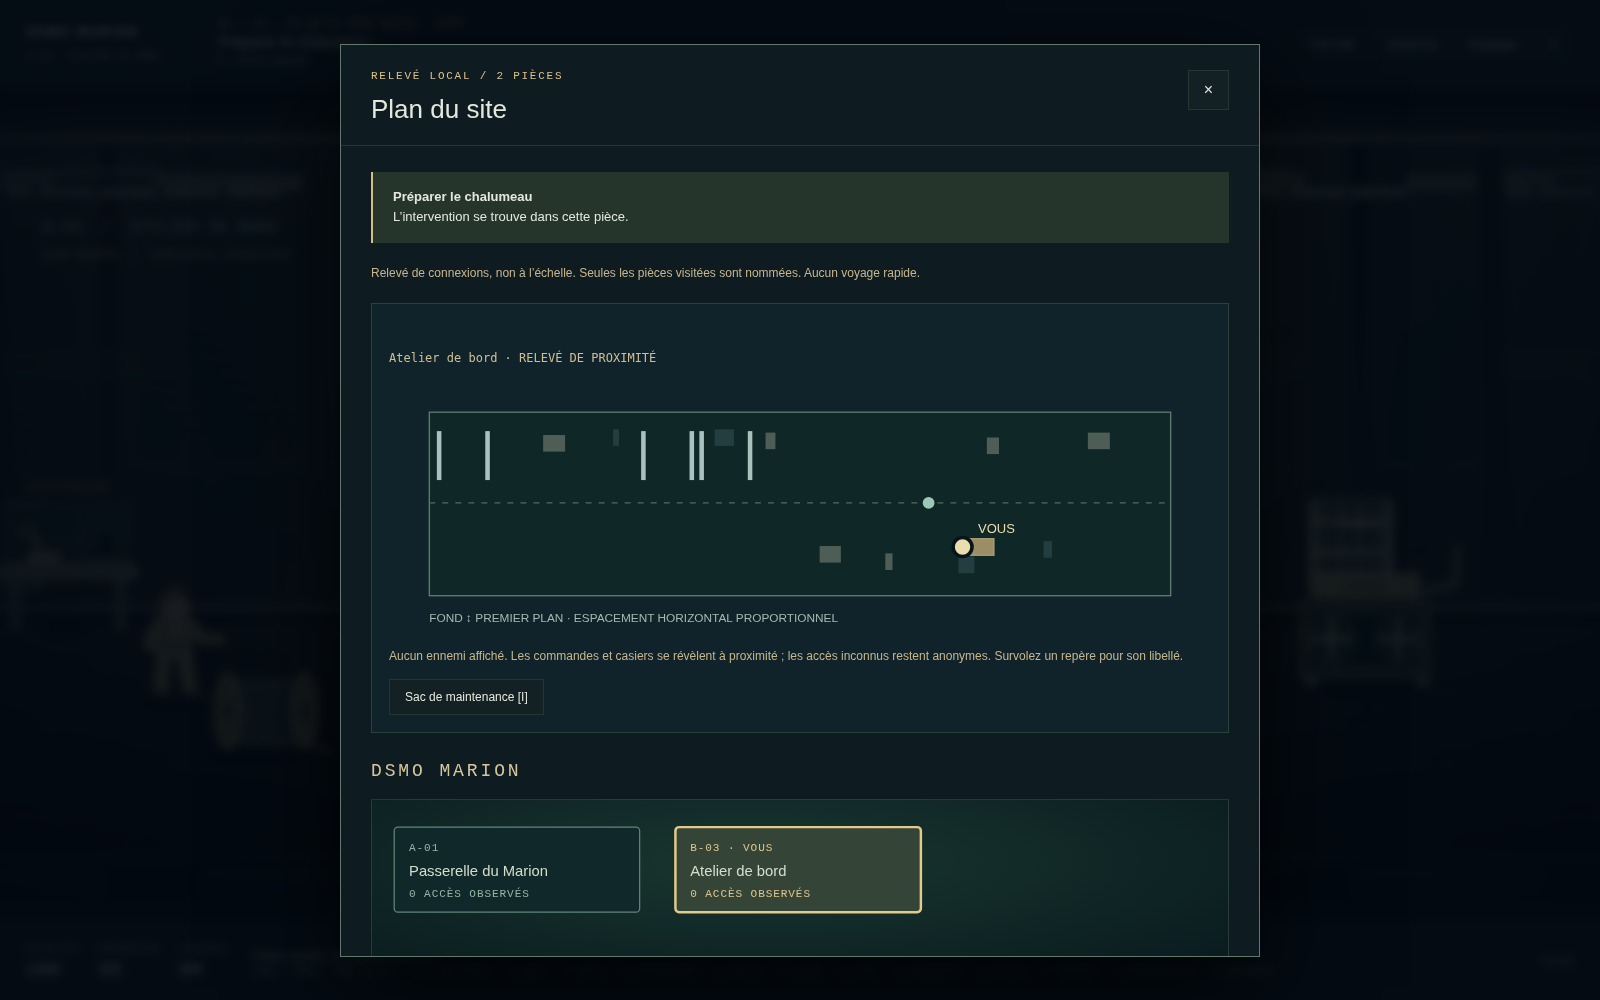 RELEVÉ LOCAL / 2 PIÈCES
Plan du site
×
Préparer le chalumeau
L’intervention se trouve dans cette pièce.
Relevé de connexions, non à l’échelle. Seules les pièces visitées sont nommées. Aucun voyage rapide.
Atelier de bord · RELEVÉ DE PROXIMITÉ
VOUS
FOND ↕ PREMIER PLAN · ESPACEMENT HORIZONTAL PROPORTIONNEL
Aucun ennemi affiché. Les commandes et casiers se révèlent à proximité ; les accès inconnus restent anonymes. Survolez un repère pour son libellé.
Sac de maintenance [I]
DSMO MARION
A-01
Passerelle du Marion
0 ACCÈS OBSERVÉS
B-03 · VOUS
Atelier de bord
0 ACCÈS OBSERVÉS